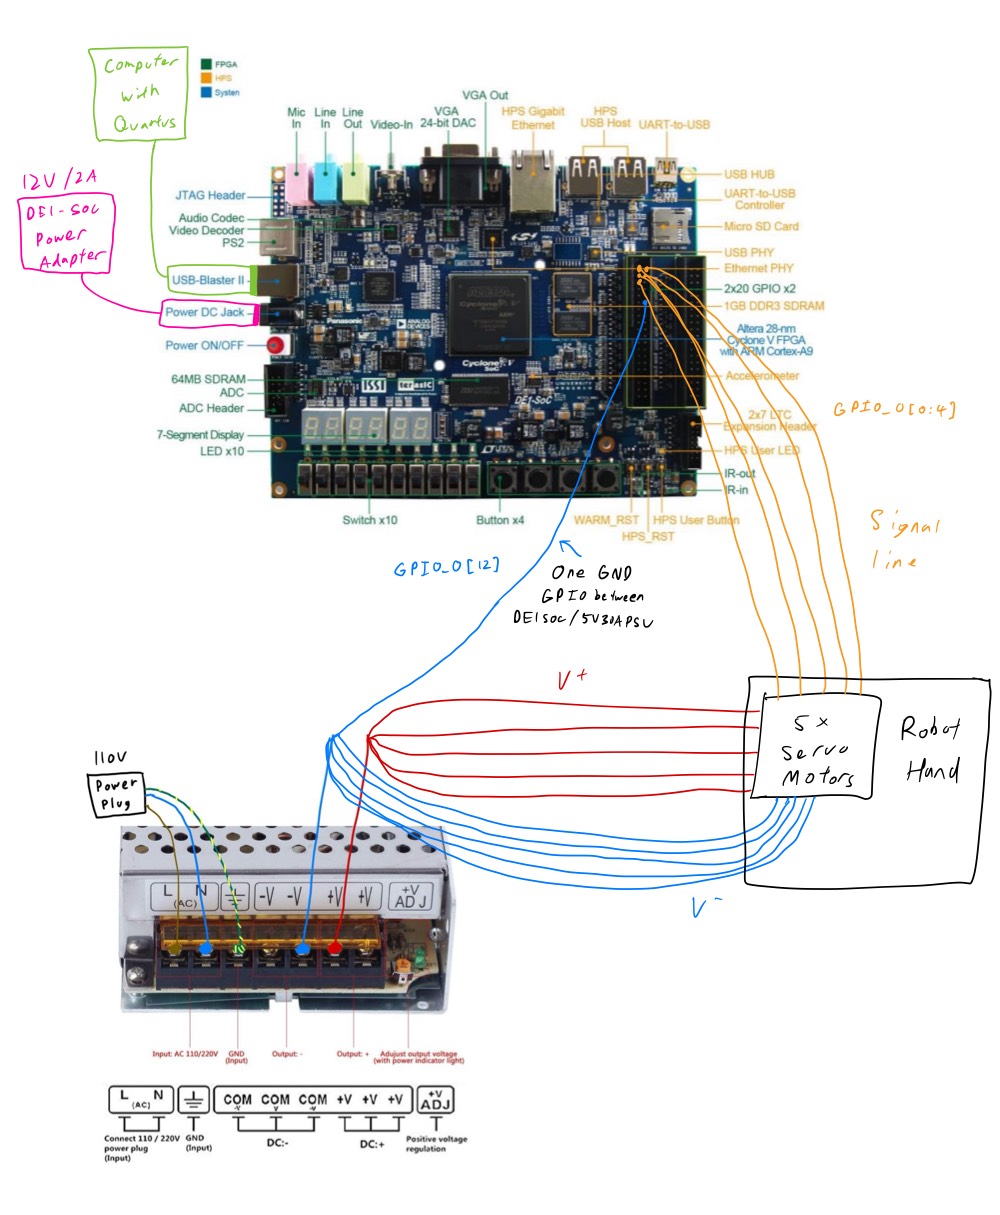 Computer
with
Quartus
FPGA
HPS
System
12V/2A
DE1-SoC
Power
Adapter
Mic
In
Line
In
Line
Out
Video-In
VGA
24-bit DAC
VGA Out
HPS Gigabit
Ethernet
HPS
USB Host
UART-to-USB
JTAG Header
Audio Codec
Video Decoder
PS2
USB-Blaster II
Power DC Jack
Power ON/OFF
64MB SDRAM
ADC
ADC Header
7-Segment Display
LED x10
Switch x10
Button x4
USB HUB
UART-to-USB
Controller
Micro SD Card
USB PHY
Ethernet PHY
2x20 GPIO x2
1GB DDR3 SDRAM
Altera 28-nm
Cyclone V FPGA
with ARM Cortex-A9
Accelerometer
2x7 LTC
Expansion Header
HPS User LED
IR-out
IR-in
WARM_RST
HPS User Button
HPS_RST
Panasonic
ANALOG
DEVICES
Cyclone V
SoC
ISSI
terasIC
DE1-SoC
GPIO_0[0:4]
Signal
line
GPIO_0[12]
One GND
GPIO between
DE1SOC/5V30APSU
V+
5x
Servo
Motors
Robot
Hand
V-
110V
Power
Plug
L N
(AC)
-V -V +V +V
+V
ADJ
Input: AC 110/220V
GND
(Input)
Output: -
Output: +
Adujust output voltage
(with power indicator light)
L N
(AC)
COM
-V
COM
V
COM
-V
+V +V +V
+V
ADJ
Connect 110 / 220V
power plug
(Input)
GND
(Input)
DC:-
DC:+
Positive voltage
regulation